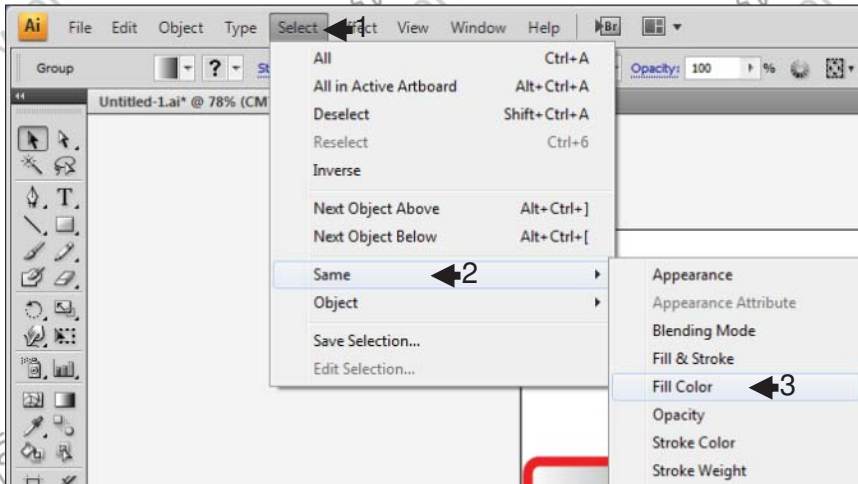 Ai File Edit Object Type Select 1 Effect View Window Help Br
Group ? St Opacity: 100 %
Untitled-1.ai* @ 78% (CM
All Ctrl+A
All in Active Artboard Alt+Ctrl+A
Deselect Shift+Ctrl+A
Reselect Ctrl+6
Inverse
Next Object Above Alt+Ctrl+]
Next Object Below Alt+Ctrl+[
Same 2
Object
Save Selection...
Edit Selection...
Appearance
Appearance Attribute
Blending Mode
Fill & Stroke
Fill Color 3
Opacity
Stroke Color
Stroke Weight